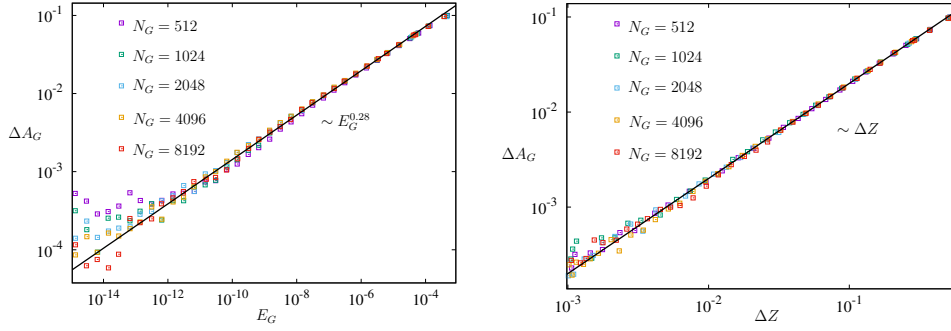 10^{-1}
10^{-2}
10^{-3}
10^{-4}
ΔA_G
N_G = 512
N_G = 1024
N_G = 2048
N_G = 4096
N_G = 8192
∼ E_G^{0.28}
10^{-14} 10^{-12} 10^{-10} 10^{-8} 10^{-6} 10^{-4}
E_G
10^{-1}
10^{-2}
10^{-3}
ΔA_G
N_G = 512
N_G = 1024
N_G = 2048
N_G = 4096
N_G = 8192
∼ ΔZ
10^{-3} 10^{-2} 10^{-1}
ΔZ